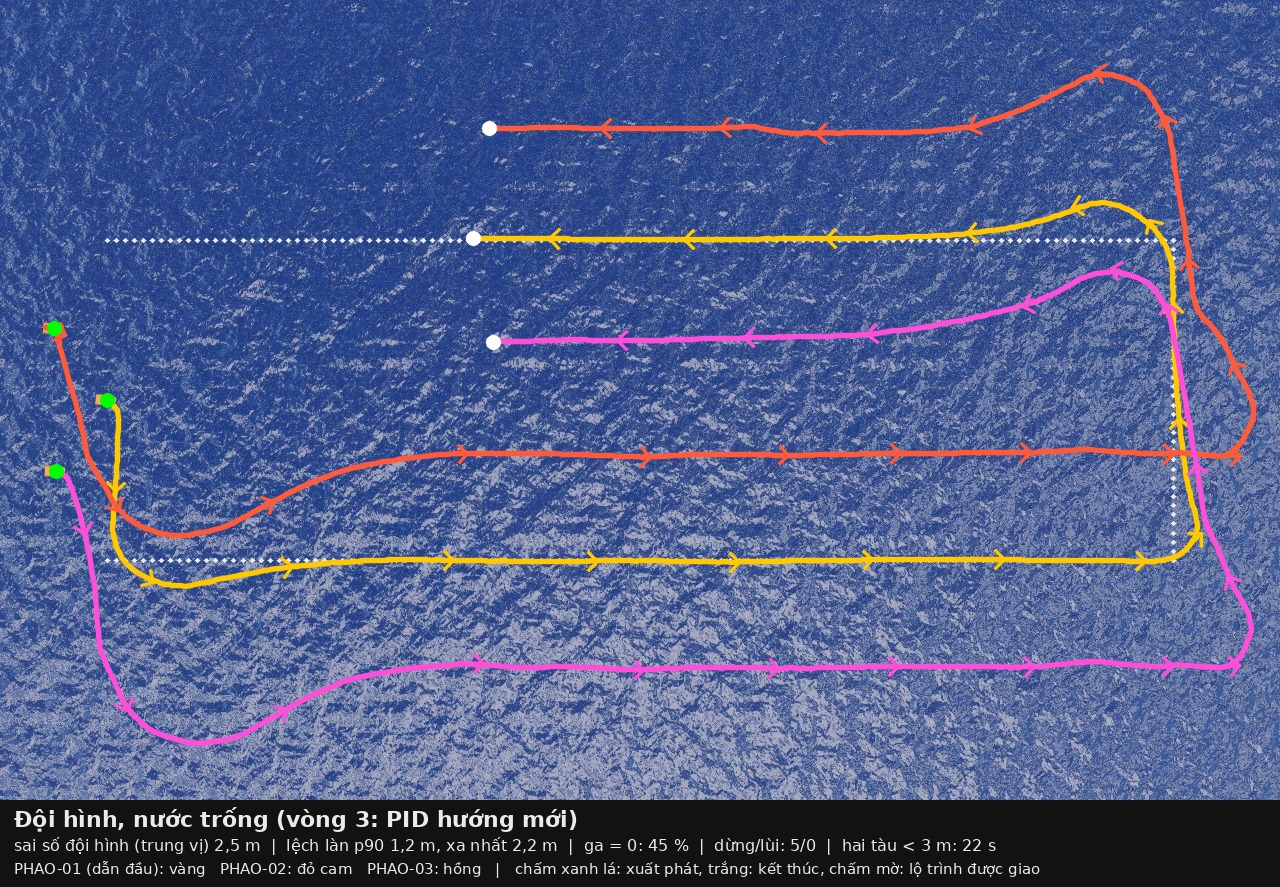 Đội hình, nước trống (vòng 3: PID hướng mới)
sai số đội hình (trung vị) 2,5 m | lệch làn p90 1,2 m, xa nhất 2,2 m | ga = 0: 45 % | dừng/lùi: 5/0 | hai tàu < 3 m: 22 s
PHAO-01 (dẫn đầu): vàng PHAO-02: đỏ cam PHAO-03: hồng | chấm xanh lá: xuất phát, trắng: kết thúc, chấm mờ: lộ trình được giao